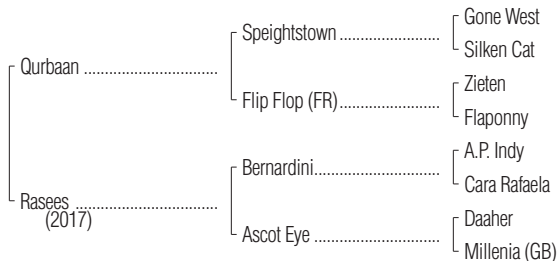 Gone West
Speightstown
Silken Cat
Qurbaan
Zieten
Flip Flop (FR)
Flaponny
A.P. Indy
Bernardini
Cara Rafaela
Rasees
(2017)
Daaher
Ascot Eye
Millenia (GB)